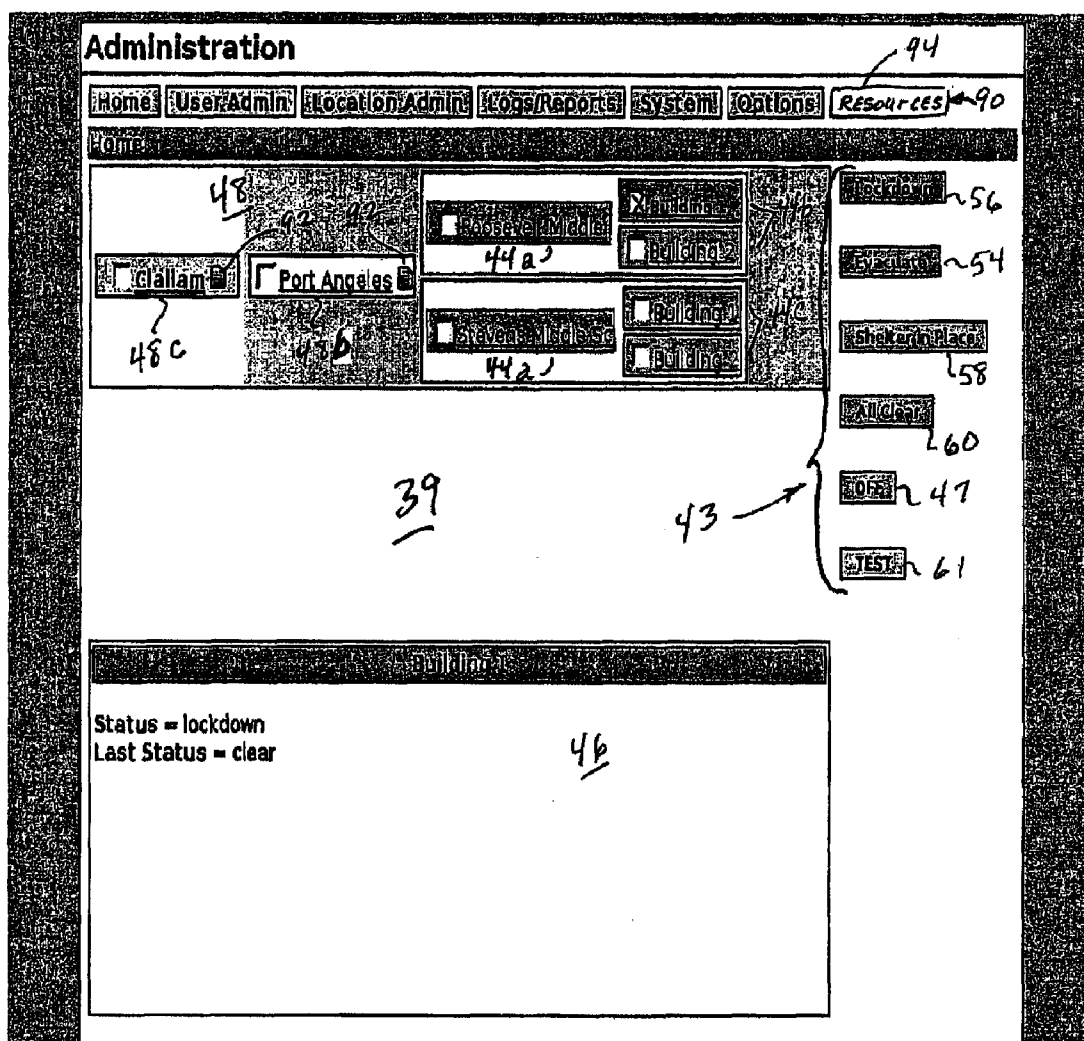 Administration
94
Home User Admin Location Admin Logs/Reports System Options RESOURCES 90
Home
48 92 92
Lockdown 56
Roosevelt Middle X Building 1 44b
44a' Building 2
Evacuate 54
Clallam Port Angeles
48c 48b
Stevens Middle S Building 1 44c
44a' Building 2
Shelter in Place 58
All Clear 60
39 43
OFF 47
TEST 61
Building 1
Status = lockdown
Last Status = clear
46